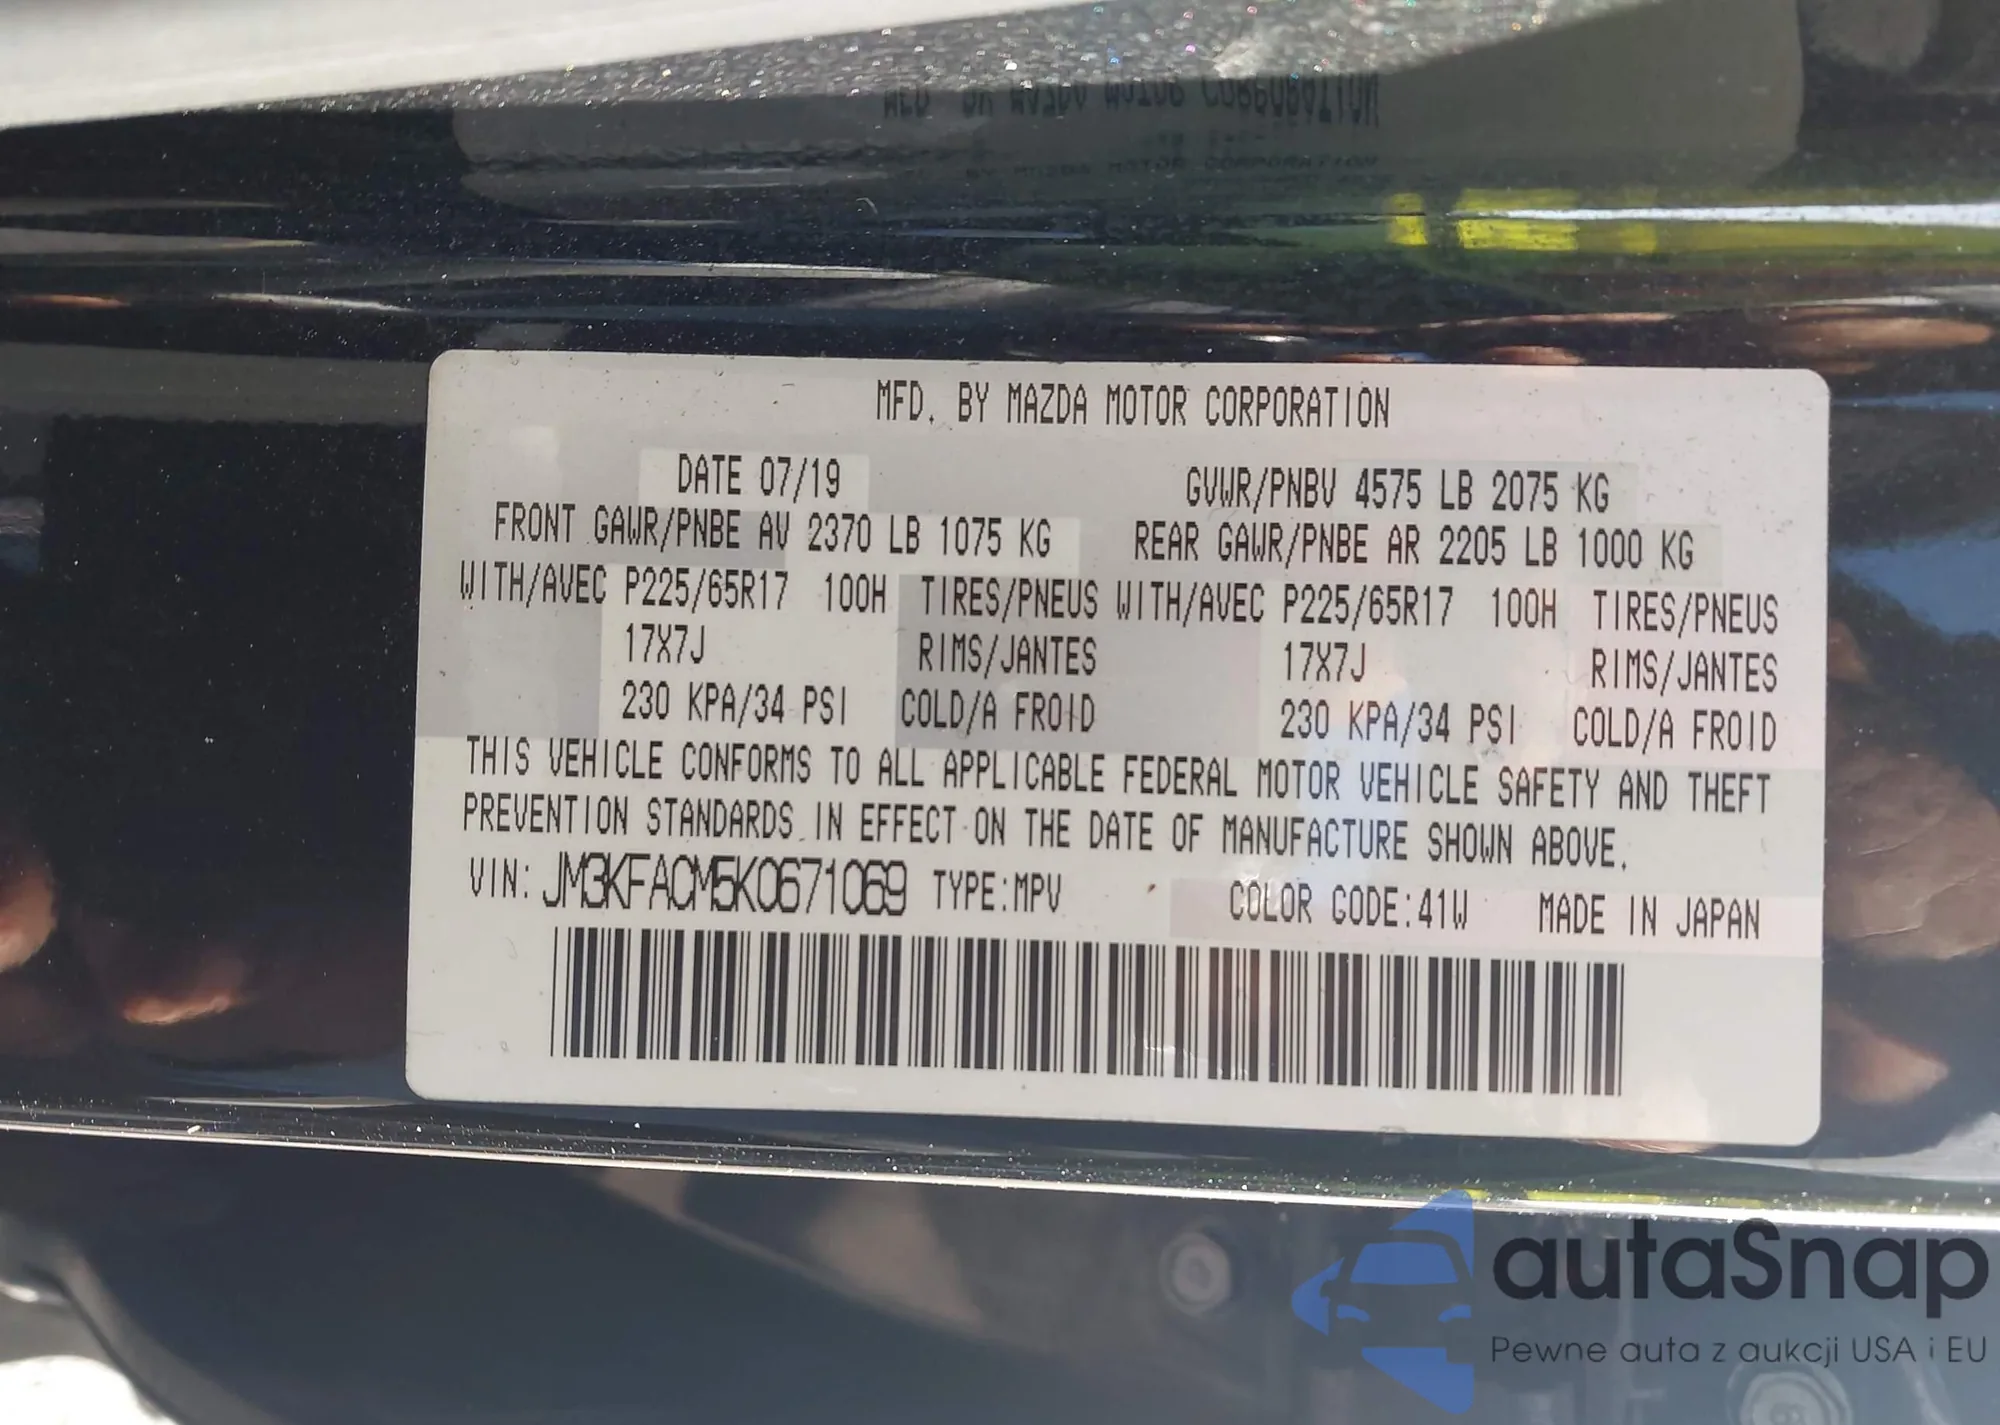 MFD. BY MAZDA MOTOR CORPORATION
DATE 07/19 GVWR/PNBV 4575 LB 2075 KG
FRONT GAWR/PNBE AV 2370 LB 1075 KG REAR GAWR/PNBE AR 2205 LB 1000 KG
WITH/AVEC P225/65R17 100H TIRES/PNEUS WITH/AVEC P225/65R17 100H TIRES/PNEUS
17X7J RIMS/JANTES 17X7J RIMS/JANTES
230 KPA/34 PSI COLD/A FROID 230 KPA/34 PSI COLD/A FROID
THIS VEHICLE CONFORMS TO ALL APPLICABLE FEDERAL MOTOR VEHICLE SAFETY AND THEFT
PREVENTION STANDARDS IN EFFECT ON THE DATE OF MANUFACTURE SHOWN ABOVE.
VIN: JM3KFACM5K0671069 TYPE:MPV COLOR CODE:41W MADE IN JAPAN
autaSnap
Pewne auta z aukcji USA i EU